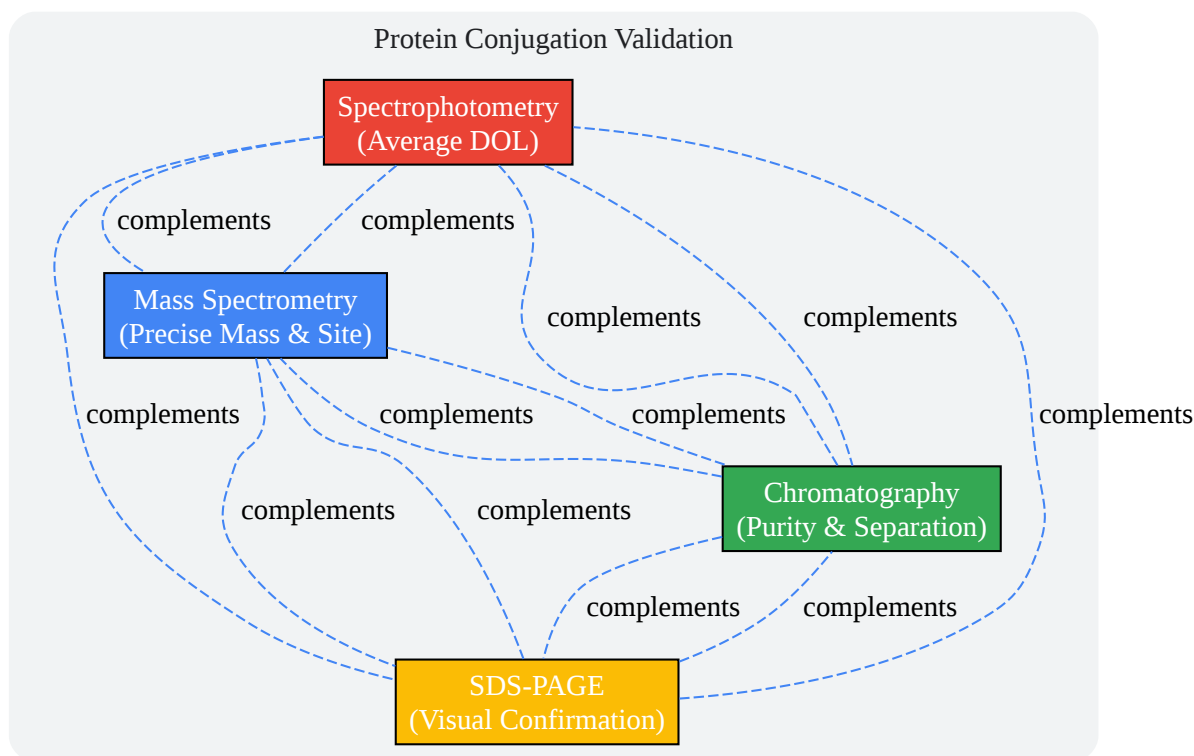 Protein Conjugation Validation
Spectrophotometry
(Average DOL)
complements
complements
Mass Spectrometry
(Precise Mass & Site)
complements
complements
complements
complements
complements
complements
Chromatography
(Purity & Separation)
complements
complements
complements
complements
SDS-PAGE
(Visual Confirmation)